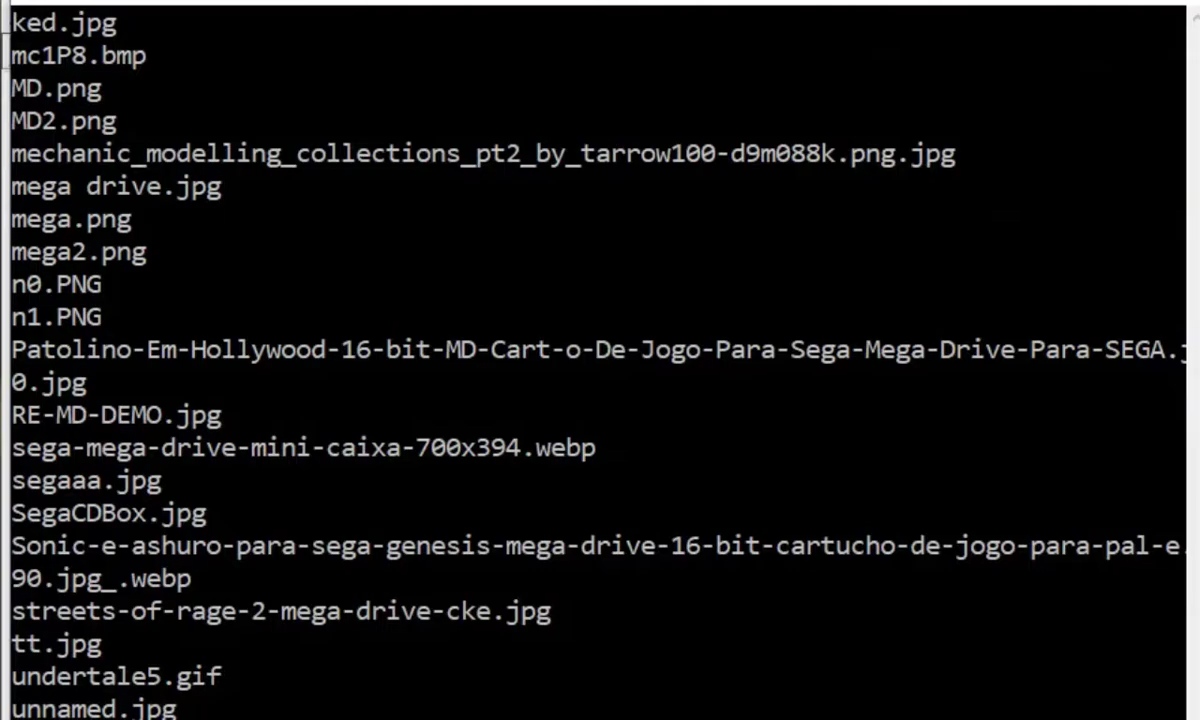 ked.jpg
mc1P8.bmp
MD.png
MD2.png
mechanic_modelling_collections_pt2_by_tarrow100-d9m088k.png.jpg
mega drive.jpg
mega.png
mega2.png
n0.PNG
n1.PNG
Patolino-Em-Hollywood-16-bit-MD-Cart-o-De-Jogo-Para-Sega-Mega-Drive-Para-SEGA.j
0.jpg
RE-MD-DEMO.jpg
sega-mega-drive-mini-caixa-700x394.webp
segaaa.jpg
SegaCDBox.jpg
Sonic-e-ashuro-para-sega-genesis-mega-drive-16-bit-cartucho-de-jogo-para-pal-e.
90.jpg_.webp
streets-of-rage-2-mega-drive-cke.jpg
tt.jpg
undertale5.gif
unnamed.jpg